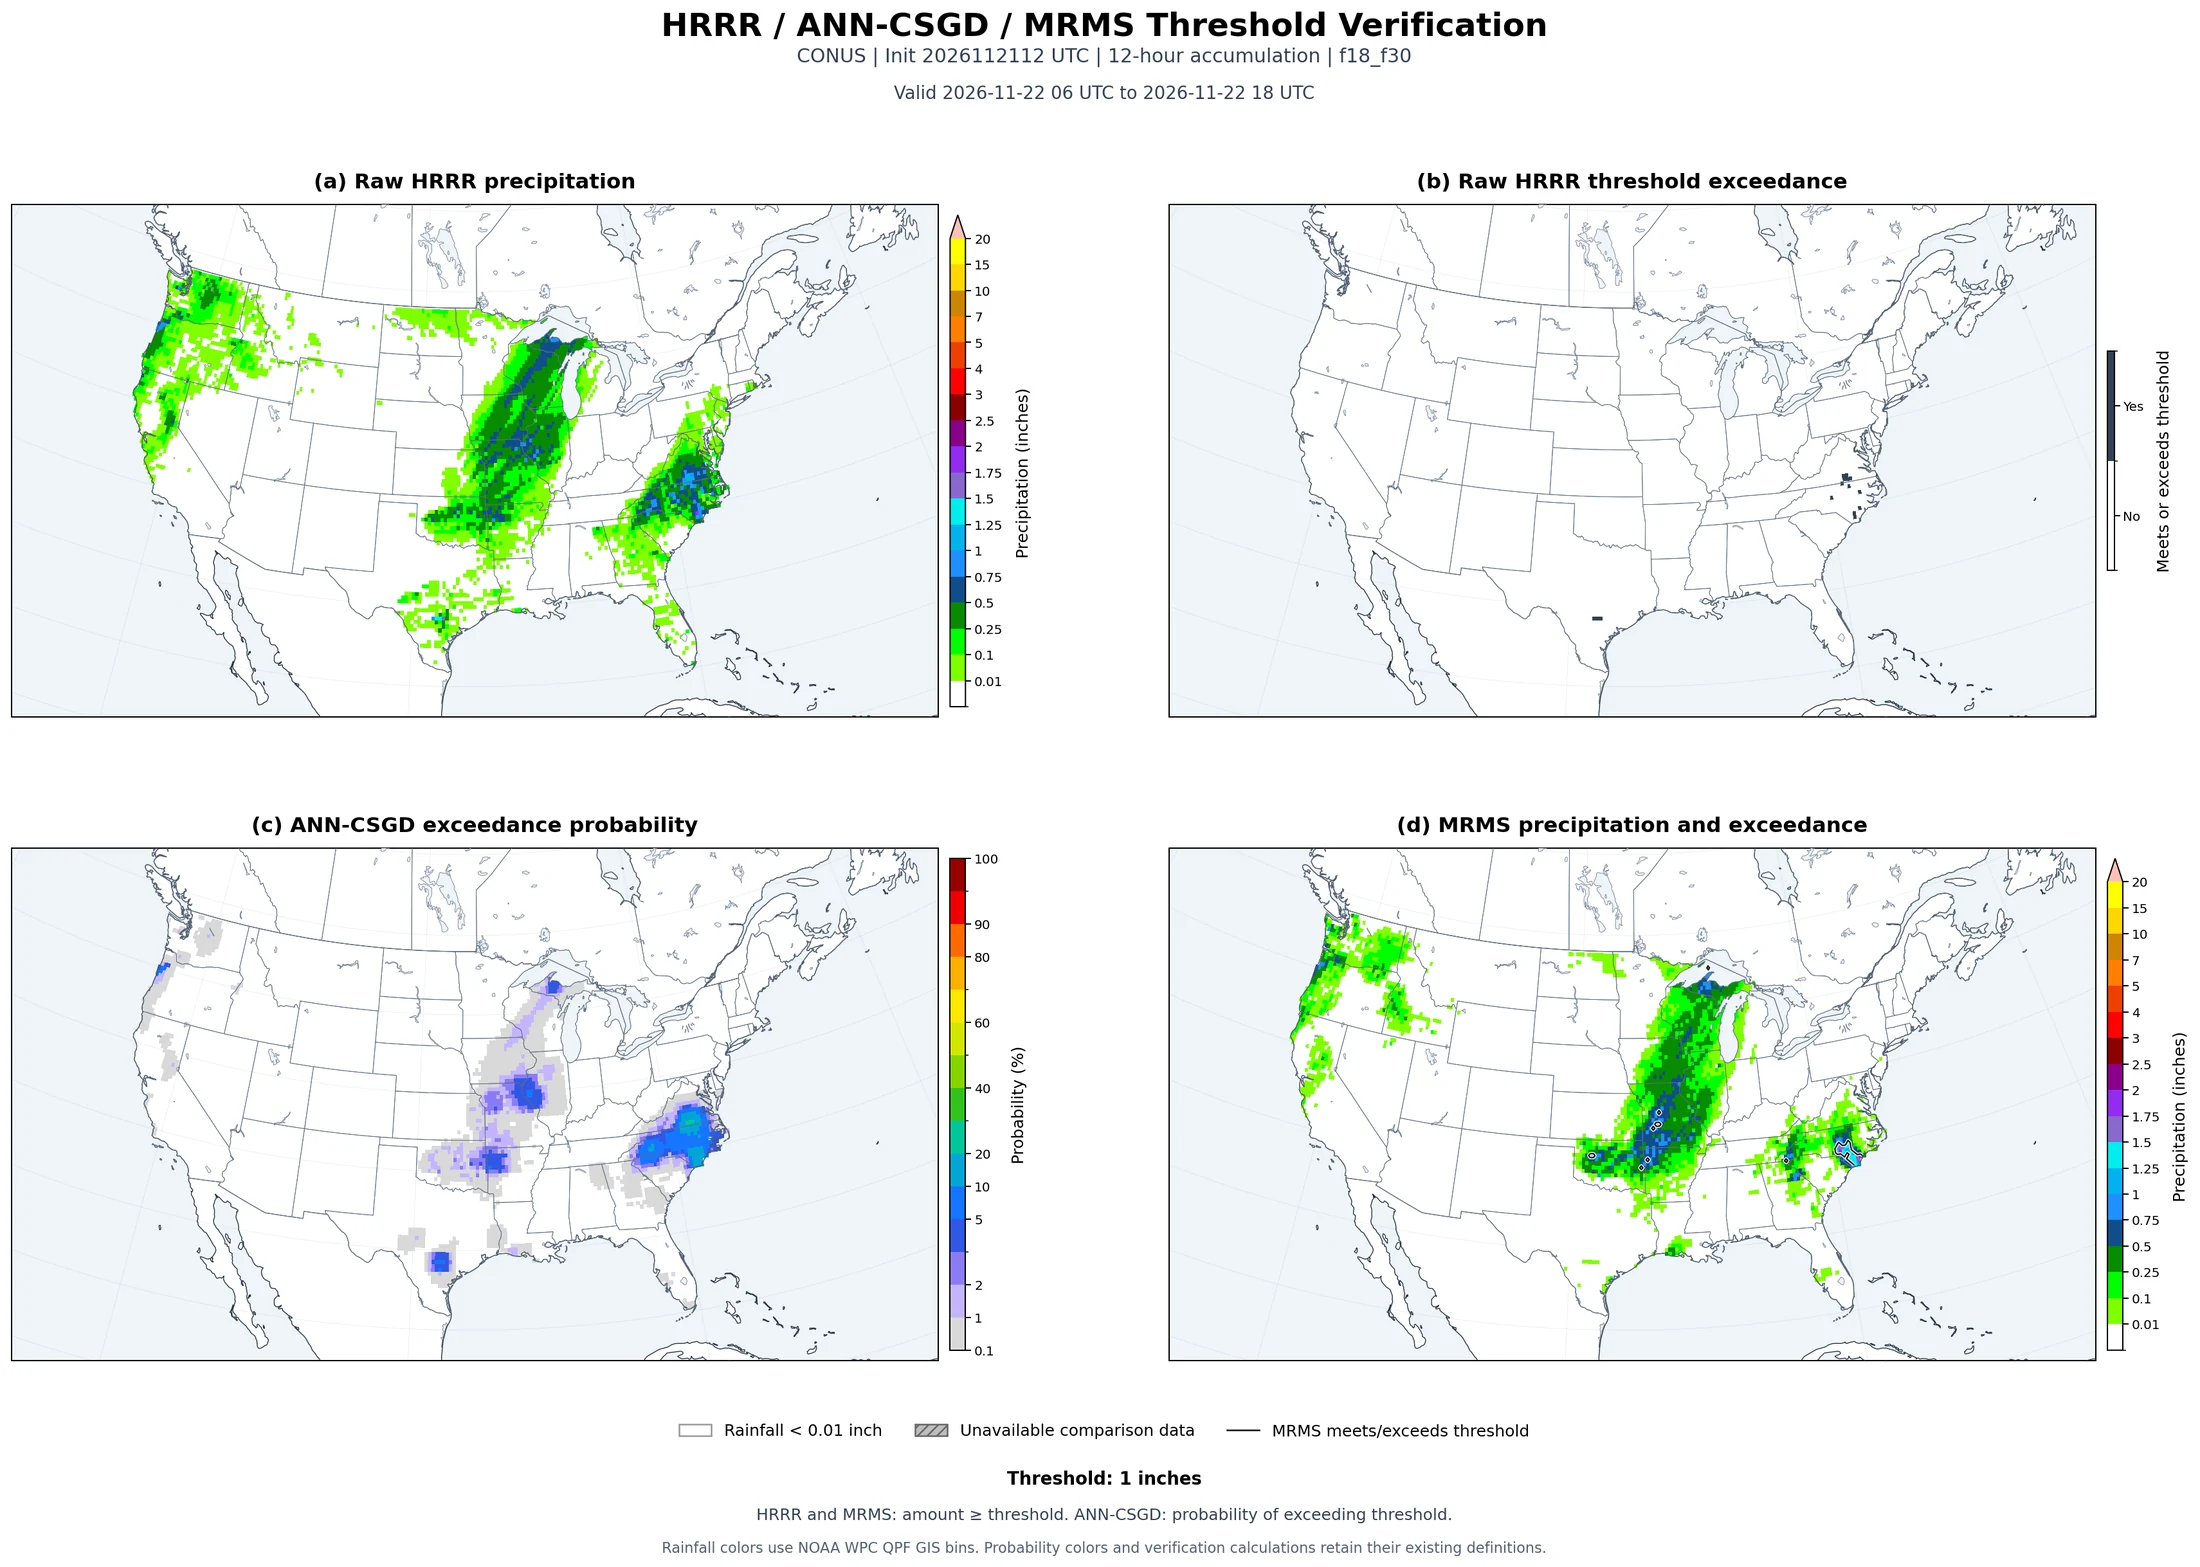 HRRR / ANN-CSGD / MRMS Threshold Verification
CONUS | Init 2026112112 UTC | 12-hour accumulation | f18_f30
Valid 2026-11-22 06 UTC to 2026-11-22 18 UTC
(a) Raw HRRR precipitation
20
15
10
7
5
4
3
2.5
2
1.75
1.5
1.25
1
0.75
0.5
0.25
0.1
0.01
Precipitation (inches)
(b) Raw HRRR threshold exceedance
Yes
No
Meets or exceeds threshold
(c) ANN-CSGD exceedance probability
100
90
80
60
40
20
10
5
2
1
0.1
Probability (%)
(d) MRMS precipitation and exceedance
20
15
10
7
5
4
3
2.5
2
1.75
1.5
1.25
1
0.75
0.5
0.25
0.1
0.01
Precipitation (inches)
Rainfall < 0.01 inch
Unavailable comparison data
MRMS meets/exceeds threshold
Threshold: 1 inches
HRRR and MRMS: amount ≥ threshold. ANN-CSGD: probability of exceeding threshold.
Rainfall colors use NOAA WPC QPF GIS bins. Probability colors and verification calculations retain their existing definitions.